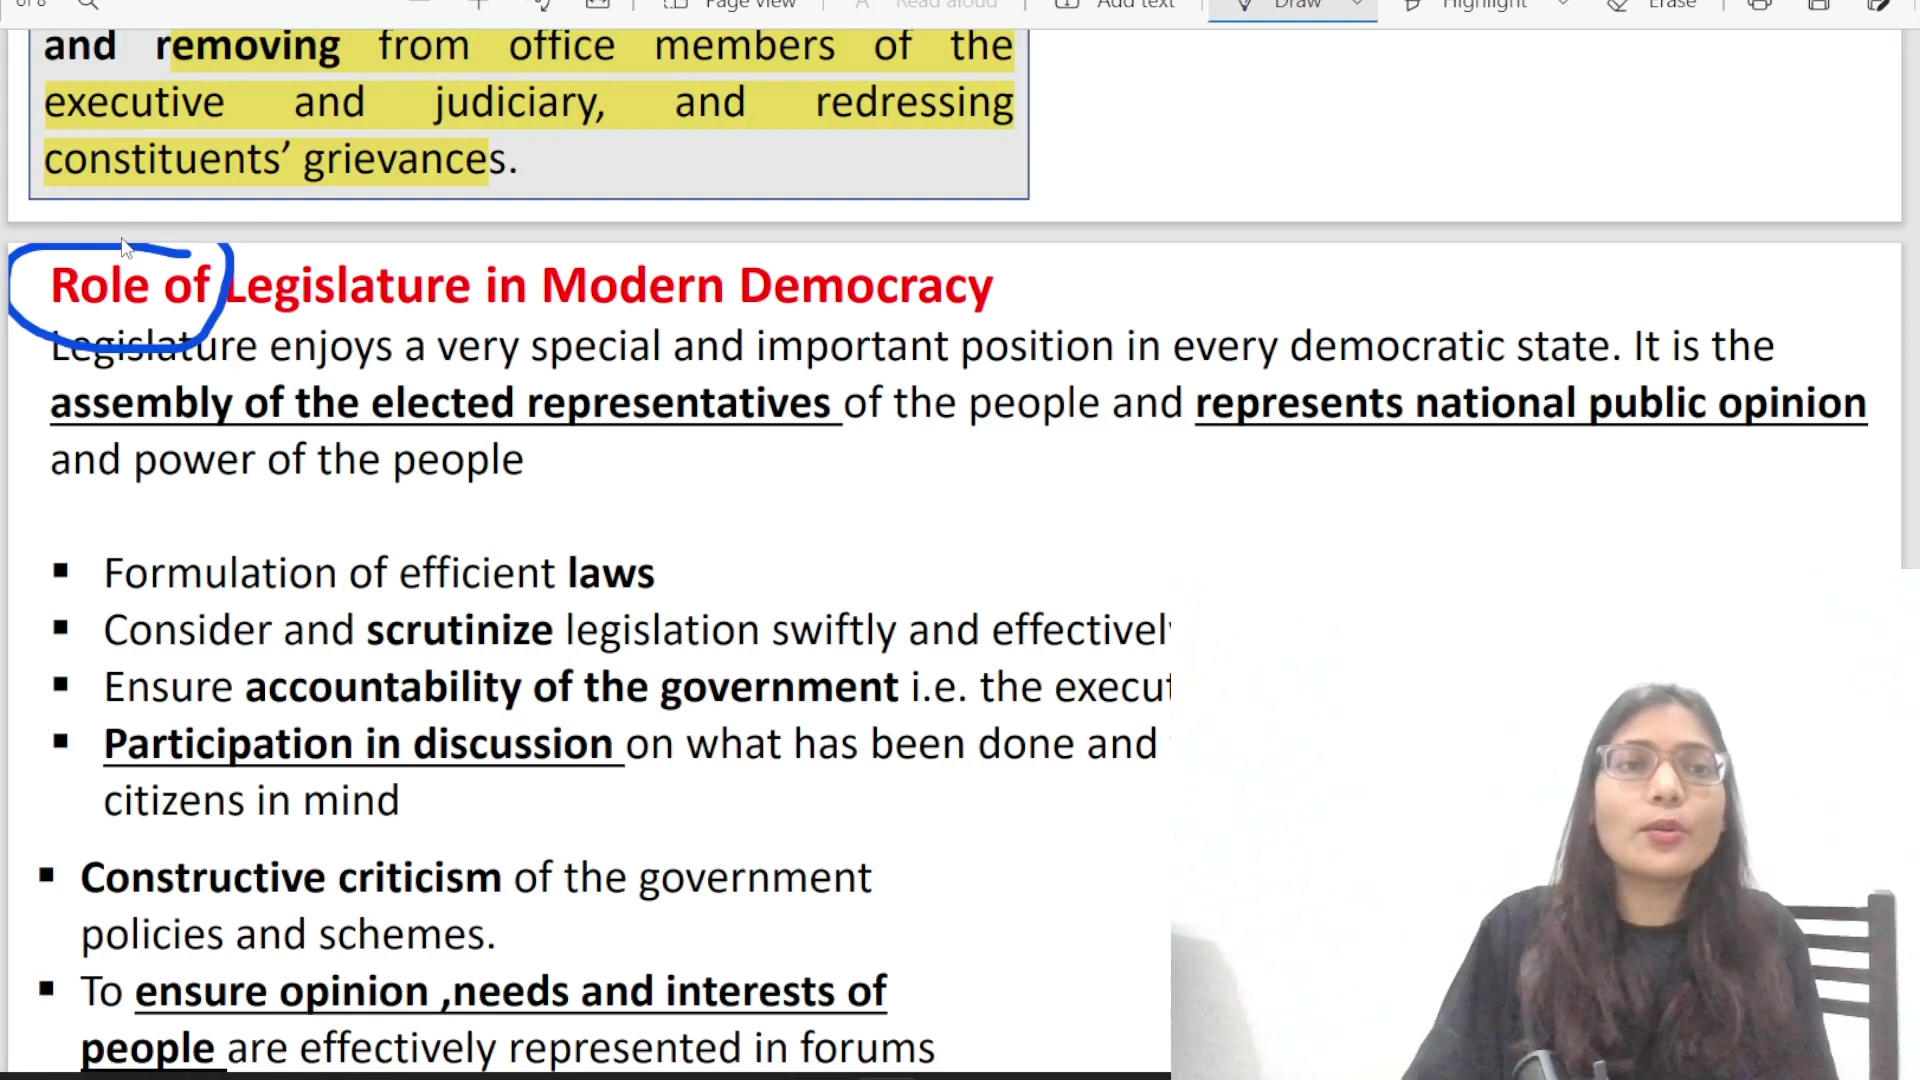 of 8 Page view A Read aloud Add text Draw Highlight Erase
and removing from office members of the
executive and judiciary, and redressing
constituents’ grievances.
Role of Legislature in Modern Democracy
Legislature enjoys a very special and important position in every democratic state. It is the
assembly of the elected representatives of the people and represents national public opinion
and power of the people
▪ Formulation of efficient laws
▪ Consider and scrutinize legislation swiftly and
▪ Ensure accountability of the government i.e. the
▪ Participation in discussion on what has been done and
citizens in mind
▪ Constructive criticism of the government
policies and schemes.
▪ To ensure opinion ,needs and interests of
people are effectively represented in forums